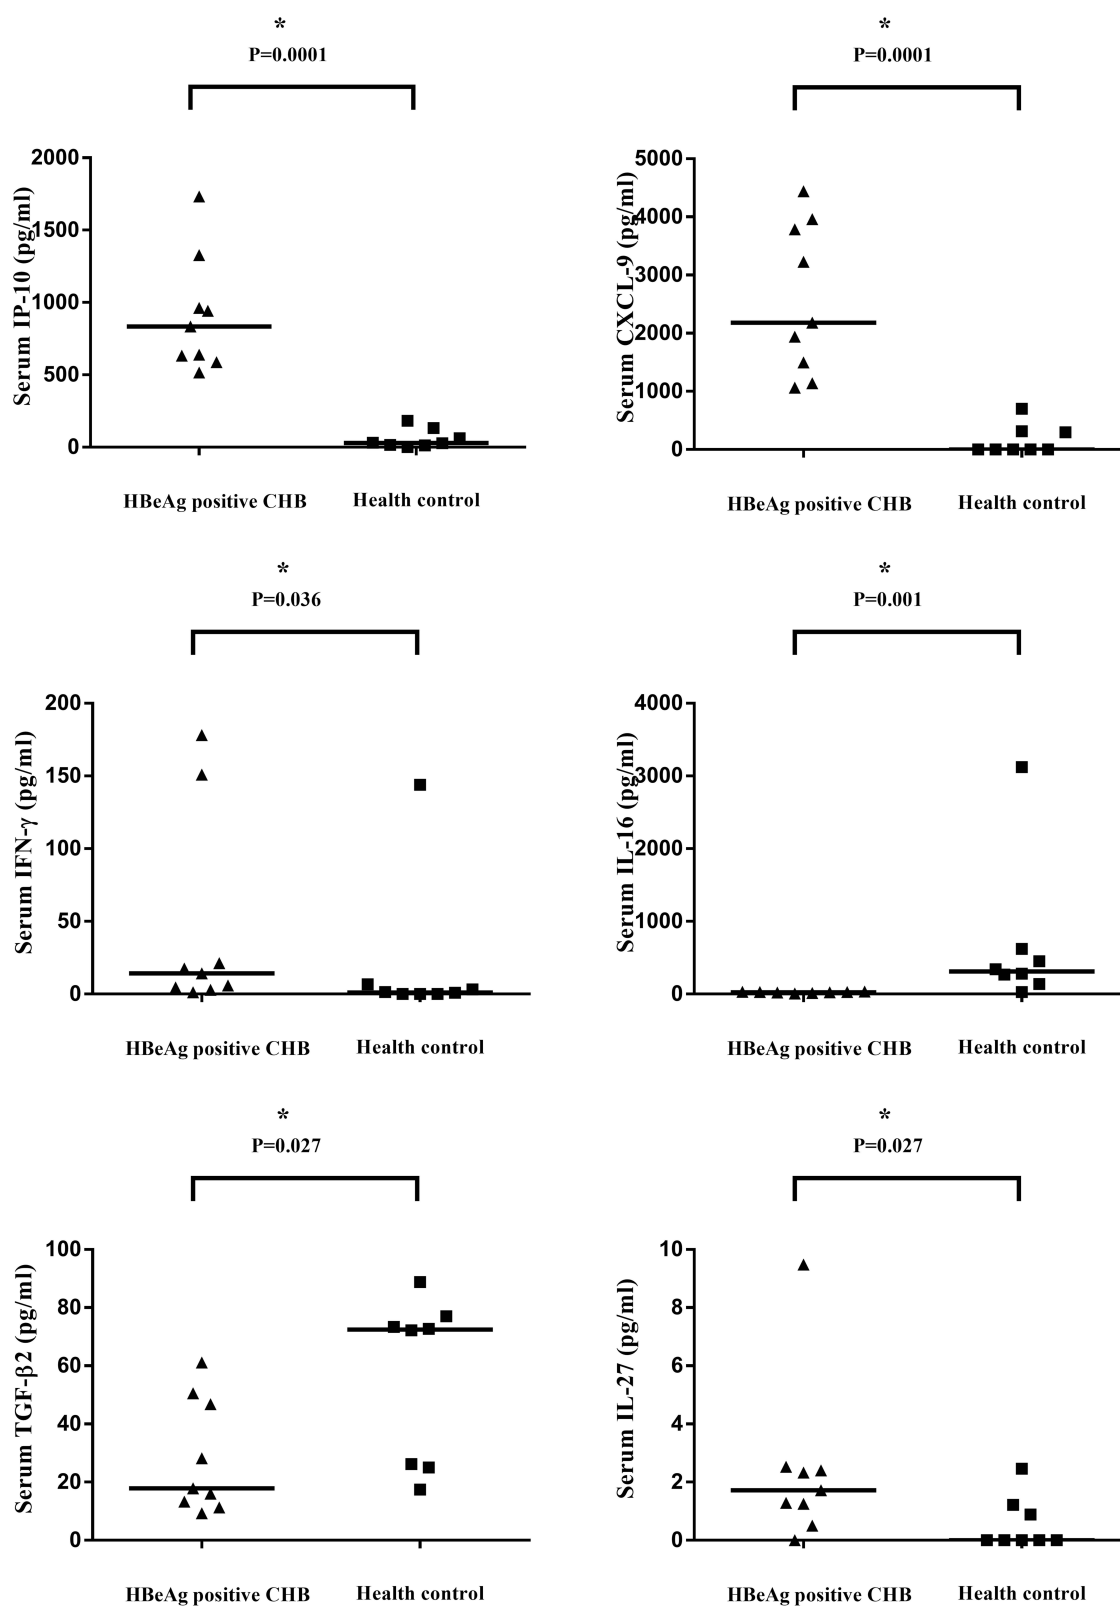 *
P=0.0001
2000
1500
1000
500
0
Serum IP-10 (pg/ml)
HBeAg positive CHB
Health control
*
P=0.0001
5000
4000
3000
2000
1000
0
Serum CXCL-9 (pg/ml)
HBeAg positive CHB
Health control
*
P=0.036
200
150
100
50
0
Serum IFN-γ (pg/ml)
HBeAg positive CHB
Health control
*
P=0.001
4000
3000
2000
1000
0
Serum IL-16 (pg/ml)
HBeAg positive CHB
Health control
*
P=0.027
100
80
60
40
20
0
Serum TGF-β2 (pg/ml)
HBeAg positive CHB
Health control
*
P=0.027
10
8
6
4
2
0
Serum IL-27 (pg/ml)
HBeAg positive CHB
Health control